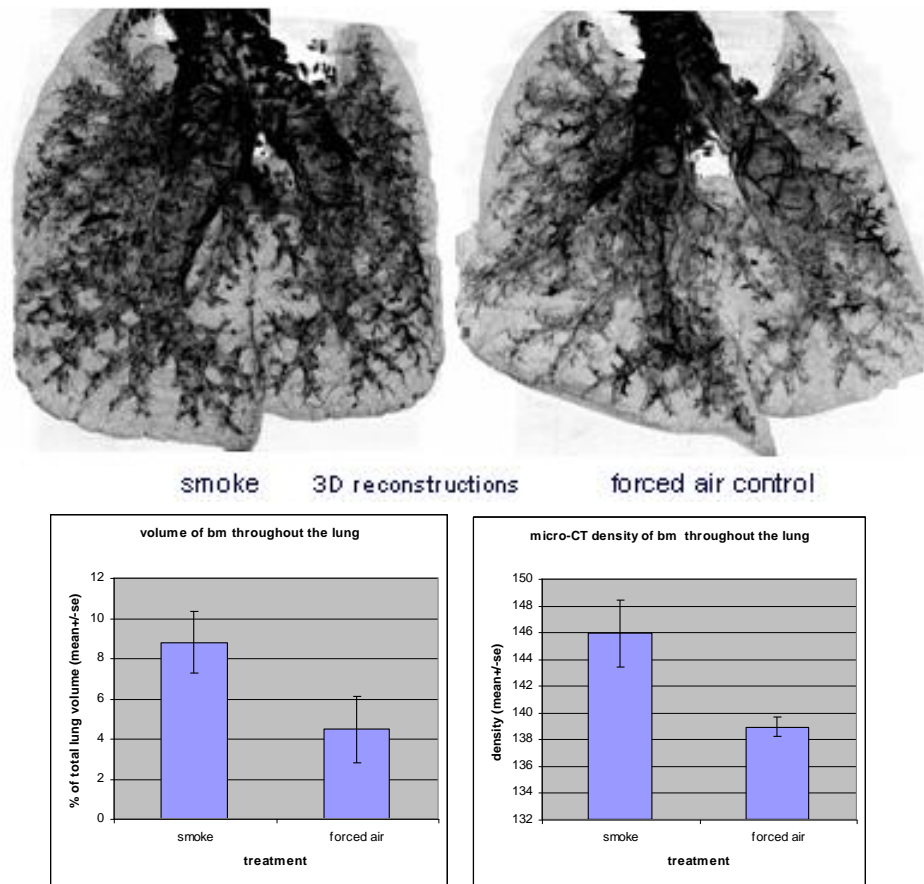 smoke 3D reconstructions forced air control
volume of bm throughout the lung
% of total lung volume (mean+/-se)
12
10
8
6
4
2
0
smoke forced air
treatment
micro-CT density of bm throughout the lung
density (mean+/-se)
150
148
146
144
142
140
138
136
134
132
smoke forced air
treatment